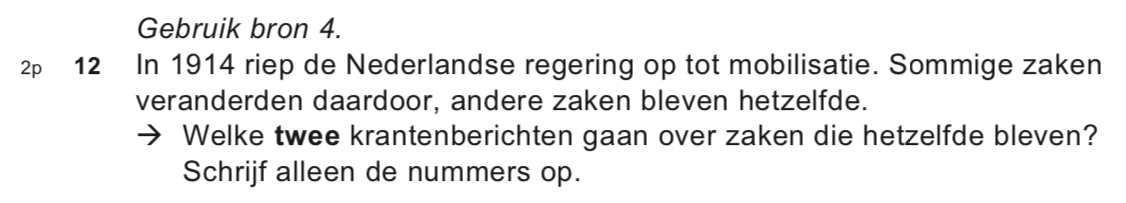 Gebruik bron 4.
2p 12 In 1914 riep de Nederlandse regering op tot mobilisatie. Sommige zaken
veranderden daardoor, andere zaken bleven hetzelfde.
→ Welke twee krantenberichten gaan over zaken die hetzelfde bleven?
Schrijf alleen de nummers op.